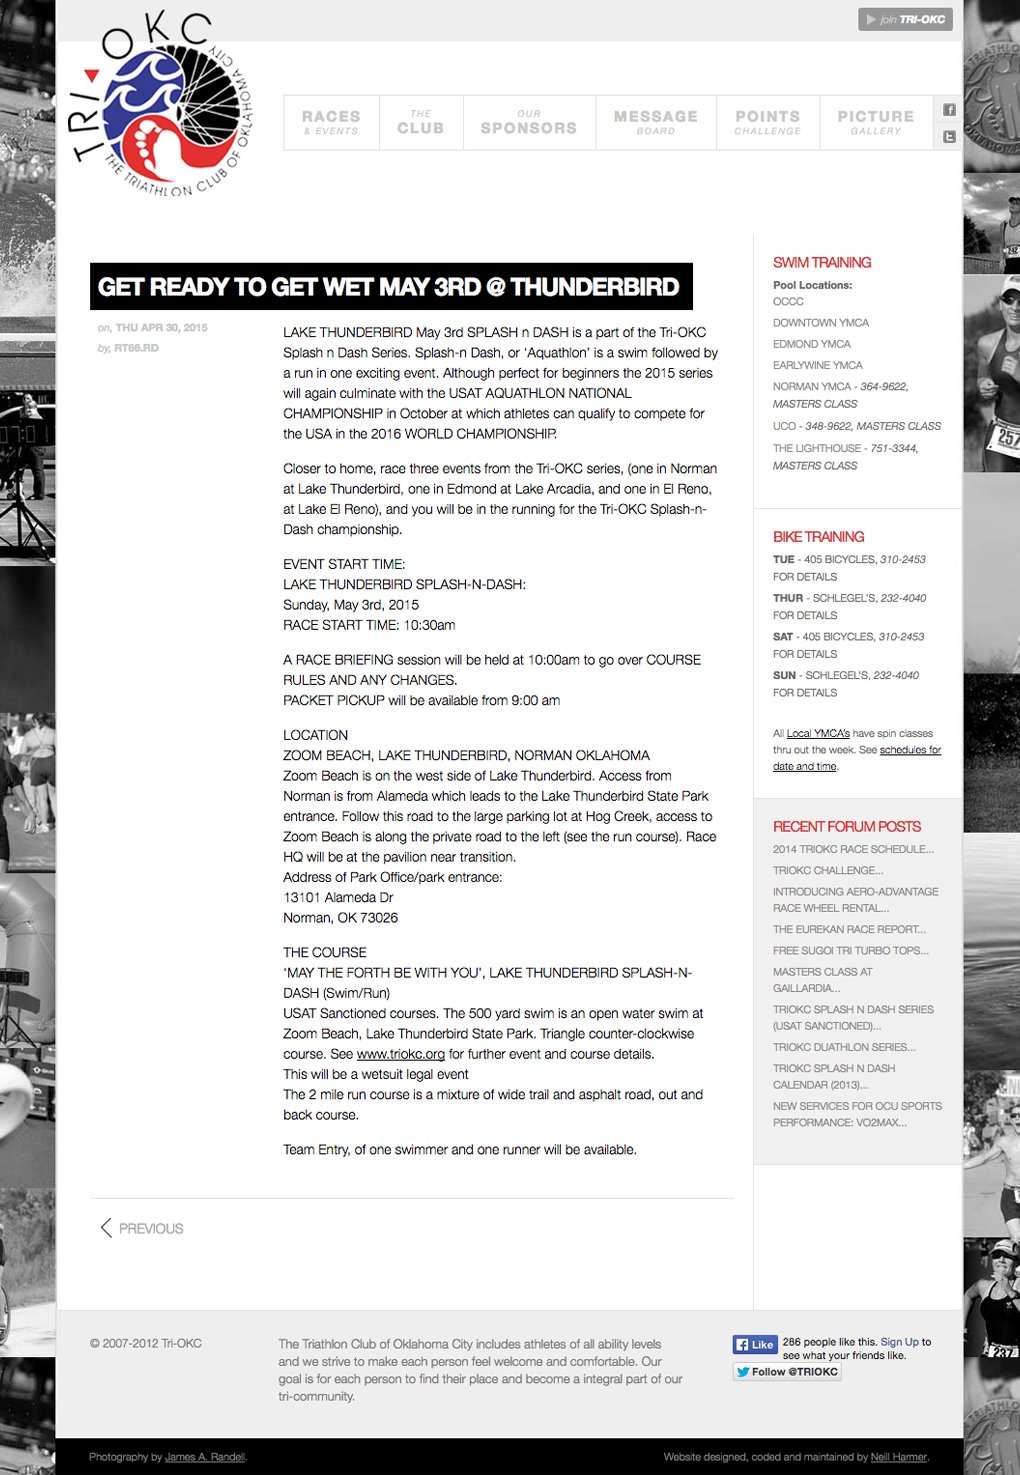 join TRI-OKC
TRI OKC
THE TRIATHLON CLUB OF OKLAHOMA CITY
RACES & EVENTS
THE CLUB
OUR SPONSORS
MESSAGE BOARD
POINTS CHALLENGE
PICTURE GALLERY
GET READY TO GET WET MAY 3RD @ THUNDERBIRD
on, THU APR 30, 2015
by, RT66.RD
LAKE THUNDERBIRD May 3rd SPLASH n DASH is a part of the Tri-OKC
Splash n Dash Series. Splash-n Dash, or ‘Aquathlon’ is a swim followed by
a run in one exciting event. Although perfect for beginners the 2015 series
will again culminate with the USAT AQUATHLON NATIONAL
CHAMPIONSHIP in October at which athletes can qualify to compete for
the USA in the 2016 WORLD CHAMPIONSHIP.
Closer to home, race three events from the Tri-OKC series, (one in Norman
at Lake Thunderbird, one in Edmond at Lake Arcadia, and one in El Reno,
at Lake El Reno), and you will be in the running for the Tri-OKC Splash-n-
Dash championship.
EVENT START TIME:
LAKE THUNDERBIRD SPLASH-N-DASH:
Sunday, May 3rd, 2015
RACE START TIME: 10:30am
A RACE BRIEFING session will be held at 10:00am to go over COURSE
RULES AND ANY CHANGES.
PACKET PICKUP will be available from 9:00 am
LOCATION
ZOOM BEACH, LAKE THUNDERBIRD, NORMAN OKLAHOMA
Zoom Beach is on the west side of Lake Thunderbird. Access from
Norman is from Alameda which leads to the Lake Thunderbird State Park
entrance. Follow this road to the large parking lot at Hog Creek, access to
Zoom Beach is along the private road to the left (see the run course). Race
HQ will be at the pavilion near transition.
Address of Park Office/park entrance:
13101 Alameda Dr
Norman, OK 73026
THE COURSE
‘MAY THE FORTH BE WITH YOU’, LAKE THUNDERBIRD SPLASH-N-
DASH (Swim/Run)
USAT Sanctioned courses. The 500 yard swim is an open water swim at
Zoom Beach, Lake Thunderbird State Park. Triangle counter-clockwise
course. See www.triokc.org for further event and course details.
This will be a wetsuit legal event
The 2 mile run course is a mixture of wide trail and asphalt road, out and
back course.
Team Entry, of one swimmer and one runner will be available.
PREVIOUS
SWIM TRAINING
Pool Locations:
OCCC
DOWNTOWN YMCA
EDMOND YMCA
EARLYWINE YMCA
NORMAN YMCA - 364-9622,
MASTERS CLASS
UCO - 348-9622, MASTERS CLASS
THE LIGHTHOUSE - 751-3344,
MASTERS CLASS
BIKE TRAINING
TUE - 405 BICYCLES, 310-2453
FOR DETAILS
THUR - SCHLEGEL'S, 232-4040
FOR DETAILS
SAT - 405 BICYCLES, 310-2453
FOR DETAILS
SUN - SCHLEGEL'S, 232-4040
FOR DETAILS
All Local YMCA's have spin classes
thru out the week. See schedules for
date and time.
RECENT FORUM POSTS
2014 TRIOKC RACE SCHEDULE...
TRIOKC CHALLENGE...
INTRODUCING AERO-ADVANTAGE
RACE WHEEL RENTAL...
THE EUREKAN RACE REPORT...
FREE SUGOI TRI TURBO TOPS...
MASTERS CLASS AT
GAILLARDIA...
TRIOKC SPLASH N DASH SERIES
(USAT SANCTIONED)...
TRIOKC DUATHLON SERIES...
TRIOKC SPLASH N DASH
CALENDAR (2013)...
NEW SERVICES FOR OCU SPORTS
PERFORMANCE: VO2MAX...
© 2007-2012 Tri-OKC
The Triathlon Club of Oklahoma City includes athletes of all ability levels
and we strive to make each person feel welcome and comfortable. Our
goal is for each person to find their place and become a integral part of our
tri-community.
Like
286 people like this. Sign Up to
see what your friends like.
Follow @TRIOKC
Photography by James A. Randell.
Website designed, coded and maintained by Neill Harmer.
242
257
237